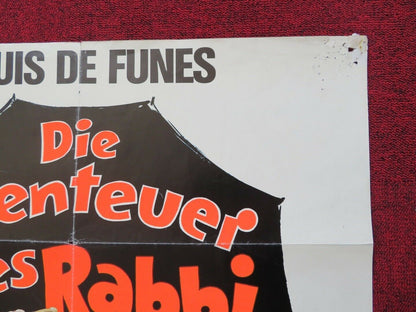 UIS DE FUNES
Die
enteuer
es Rabbi